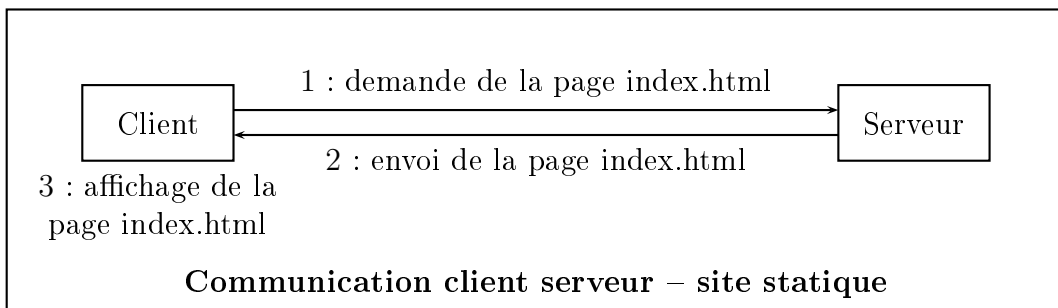 1 : demande de la page index.html
Client
Serveur
2 : envoi de la page index.html
3 : affichage de la
page index.html
Communication client serveur – site statique